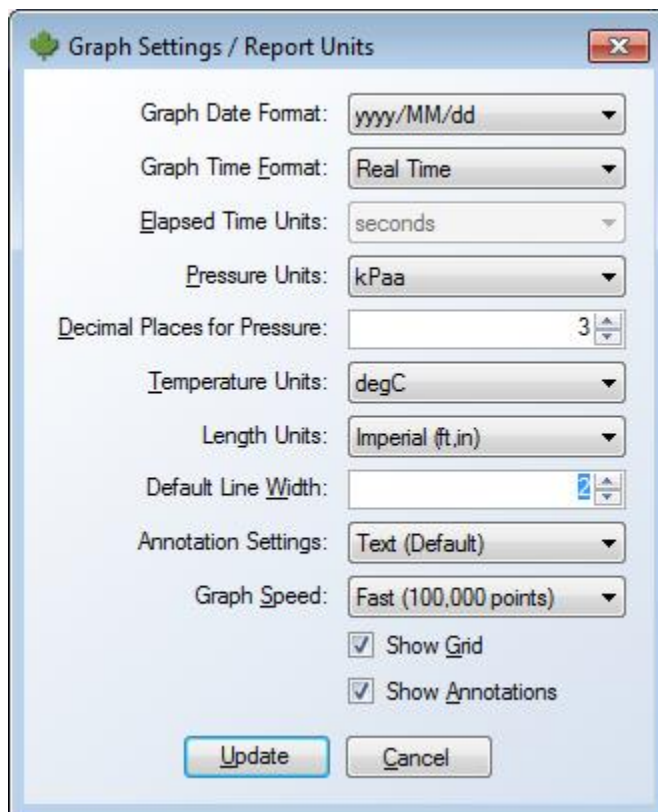 Graph Settings / Report Units
Graph Date Format: yyyy/MM/dd
Graph Time Format: Real Time
Elapsed Time Units: seconds
Pressure Units: kPaa
Decimal Places for Pressure: 3
Temperature Units: degC
Length Units: Imperial (ft,in)
Default Line Width: 2
Annotation Settings: Text (Default)
Graph Speed: Fast (100,000 points)
Show Grid
Show Annotations
Update Cancel